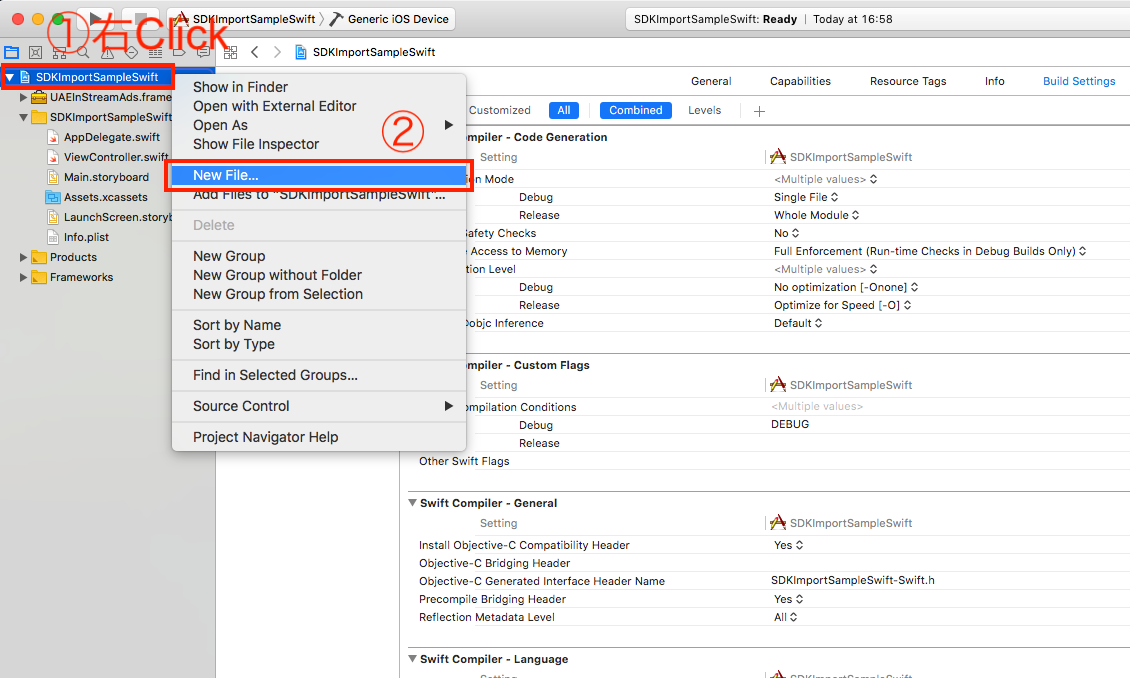 ①右Click
SDKImportSampleSwift 〉 Generic iOS Device
SDKImportSampleSwift: Ready | Today at 16:58
SDKImportSampleSwift
SDKImportSampleSwift
UAEInStreamAds.frame
SDKImportSampleSwift
AppDelegate.swift
ViewController.swift
Main.storyboard
Assets.xcassets
LaunchScreen.storyb
Info.plist
Products
Frameworks
Show in Finder
Open with External Editor
Open As
Show File Inspector
②
New File...
Add Files to "SDKImportSampleSwift"...
Delete
New Group
New Group without Folder
New Group from Selection
Sort by Name
Sort by Type
Find in Selected Groups...
Source Control
Project Navigator Help
General Capabilities Resource Tags Info Build Settings
Customized All Combined Levels +
mpiler - Code Generation
Setting SDKImportSampleSwift
on Mode <Multiple values>
Debug Single File
Release Whole Module
afety Checks No
Access to Memory Full Enforcement (Run-time Checks in Debug Builds Only)
tion Level <Multiple values>
Debug No optimization [-Onone]
Release Optimize for Speed [-O]
objc Inference Default
mpiler - Custom Flags
Setting SDKImportSampleSwift
ompilation Conditions <Multiple values>
Debug DEBUG
Release
Other Swift Flags
Swift Compiler - General
Setting SDKImportSampleSwift
Install Objective-C Compatibility Header Yes
Objective-C Bridging Header
Objective-C Generated Interface Header Name SDKImportSampleSwift-Swift.h
Precompile Bridging Header Yes
Reflection Metadata Level All
Swift Compiler - Language